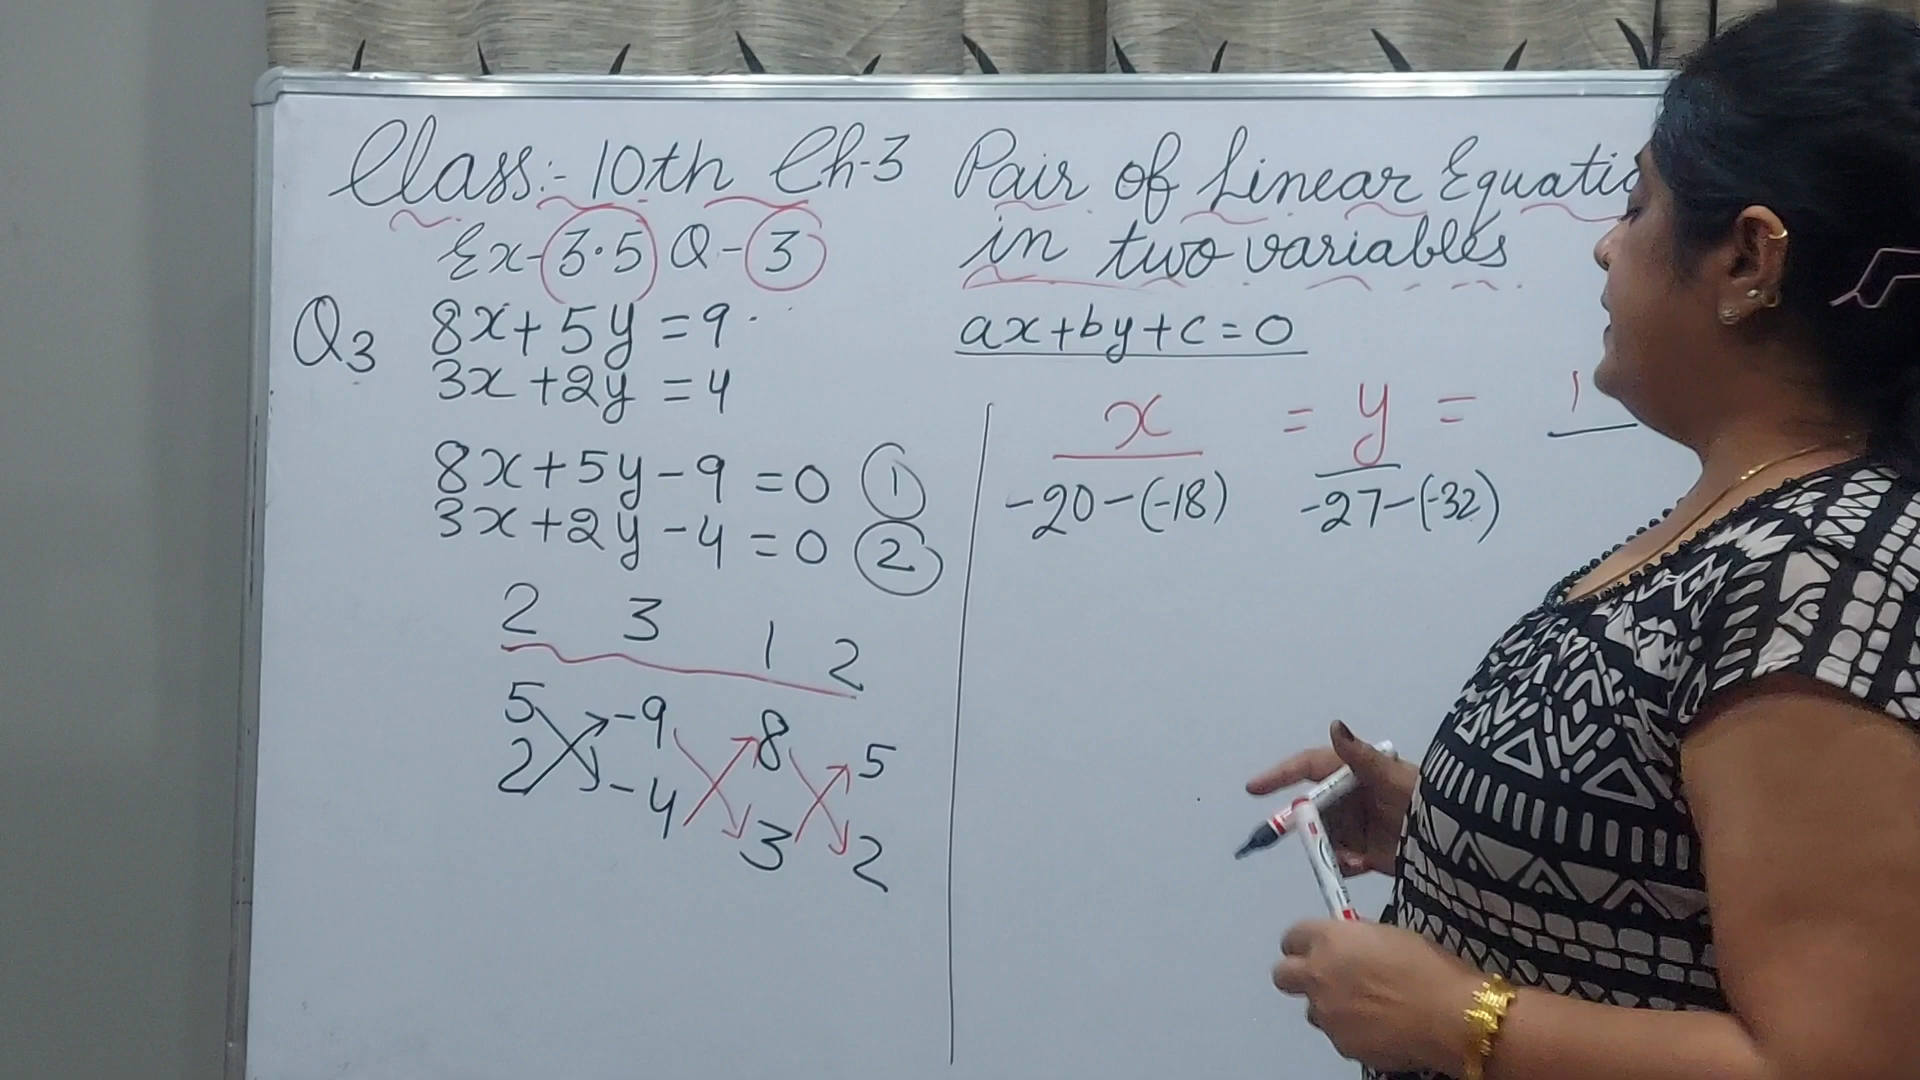 Class:- 10th Ch-3 Pair of Linear Equatio
Ex-3.5 Q-3 in two variables
Q3 8x+5y=9
3x+2y=4
8x+5y-9=0 ①
3x+2y-4=0 ②
2 3 1 2
5 -9 8 5
2 -4 3 2
ax+by+c=0
x = y = 1
-20-(-18) -27-(-32)